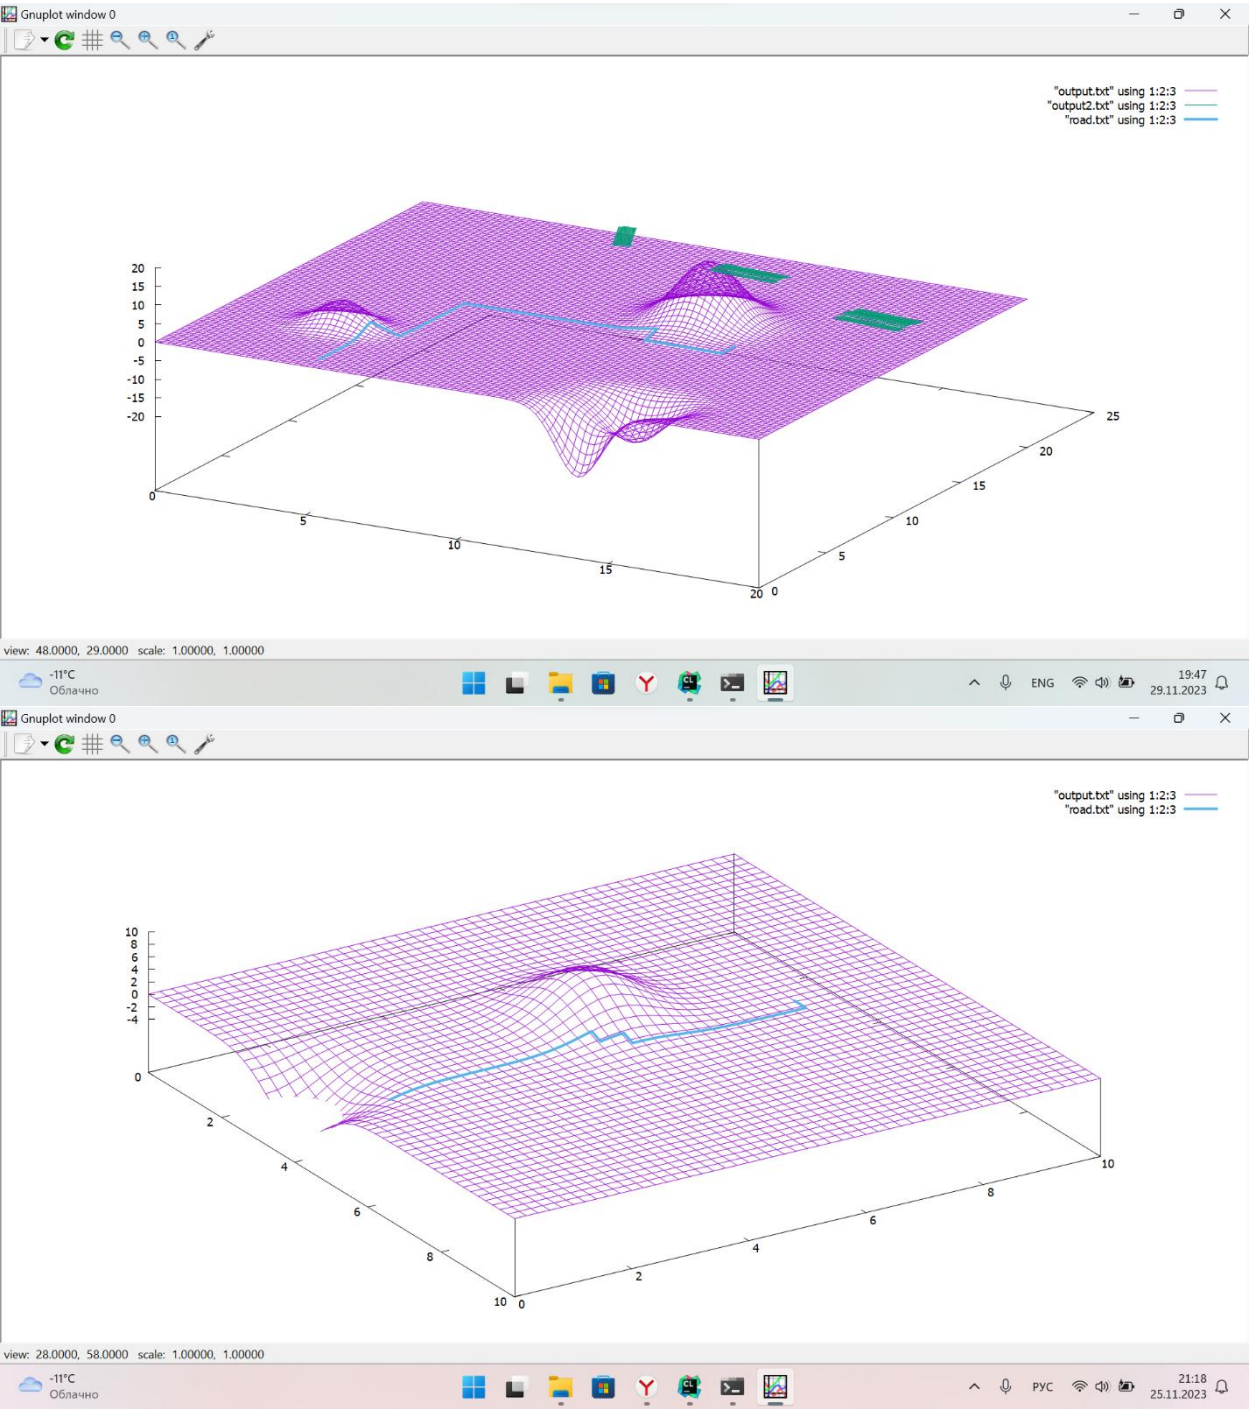 Gnuplot window 0
"output.txt" using 1:2:3
"output2.txt" using 1:2:3
"road.txt" using 1:2:3
20
15
10
5
0
-5
-10
-15
-20
0
5
10
15
20
0
5
10
15
20
25
view: 48.0000, 29.0000 scale: 1.00000, 1.00000
-11°C
Облачно
CL
ENG
19:47
29.11.2023
Gnuplot window 0
"output.txt" using 1:2:3
"road.txt" using 1:2:3
10
8
6
4
2
0
-2
-4
0
2
4
6
8
10
0
2
4
6
8
10
view: 28.0000, 58.0000 scale: 1.00000, 1.00000
-11°C
Облачно
CL
РУС
21:18
25.11.2023